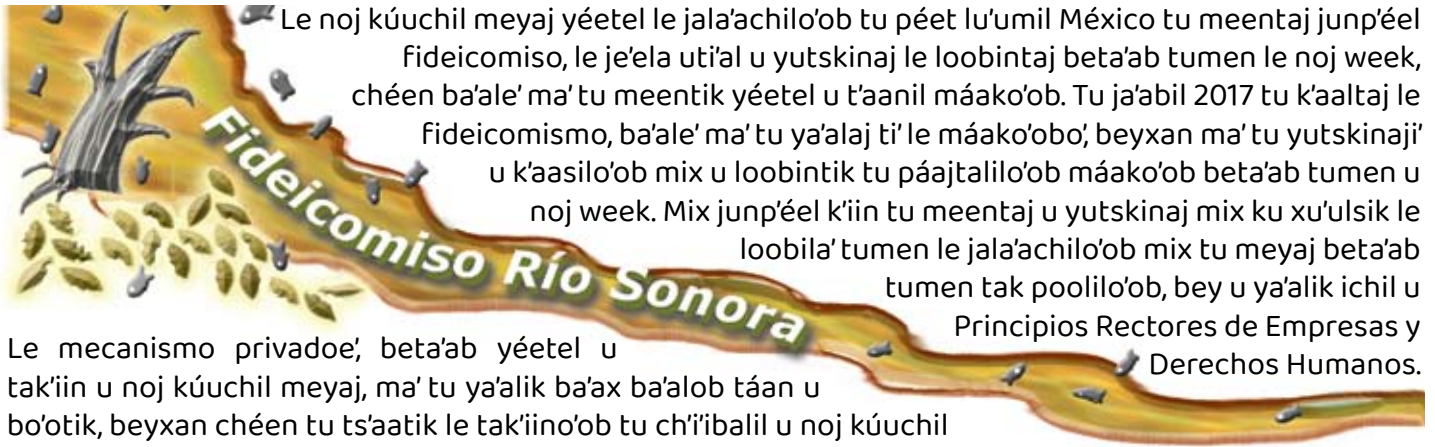 Le noj kúuchil meyaj yéetel le jala'achilo'ob tu péet lu'umil México tu meentaj junp'éel
fideicomiso, le je'ela uti'al u yutskinaj le loobintaj beta'ab tumen le noj week,
chéen ba'ale' ma' tu meentik yéetel u t'aanil máako'ob. Tu ja'abil 2017 tu k'aaltaj le
fideicomismo, ba'ale' ma' tu ya'alaj ti' le máako'obo', beyxan ma' tu yutskinaji'
u k'aasilo'ob mix u loobintik tu páajtalilo'ob máako'ob beta'ab tumen u
noj week. Mix junp'éel k'iin tu meentaj u yutskinaj mix ku xu'ulsik le
loobila' tumen le jala'achilo'ob mix tu meyaj beta'ab
tumen tak poolilo'ob, bey u ya'alik ichil u
Principios Rectores de Empresas y
Derechos Humanos.
Fideicomiso Río Sonora
Le mecanismo privadoe', beta'ab yéetel u
tak'iin u noj kúuchil meyaj, ma' tu ya'alik ba'ax ba'alob táan u
bo'otik, beyxan chéen tu ts'aatik le tak'iino'ob tu ch'i'ibalil u noj kúuchil